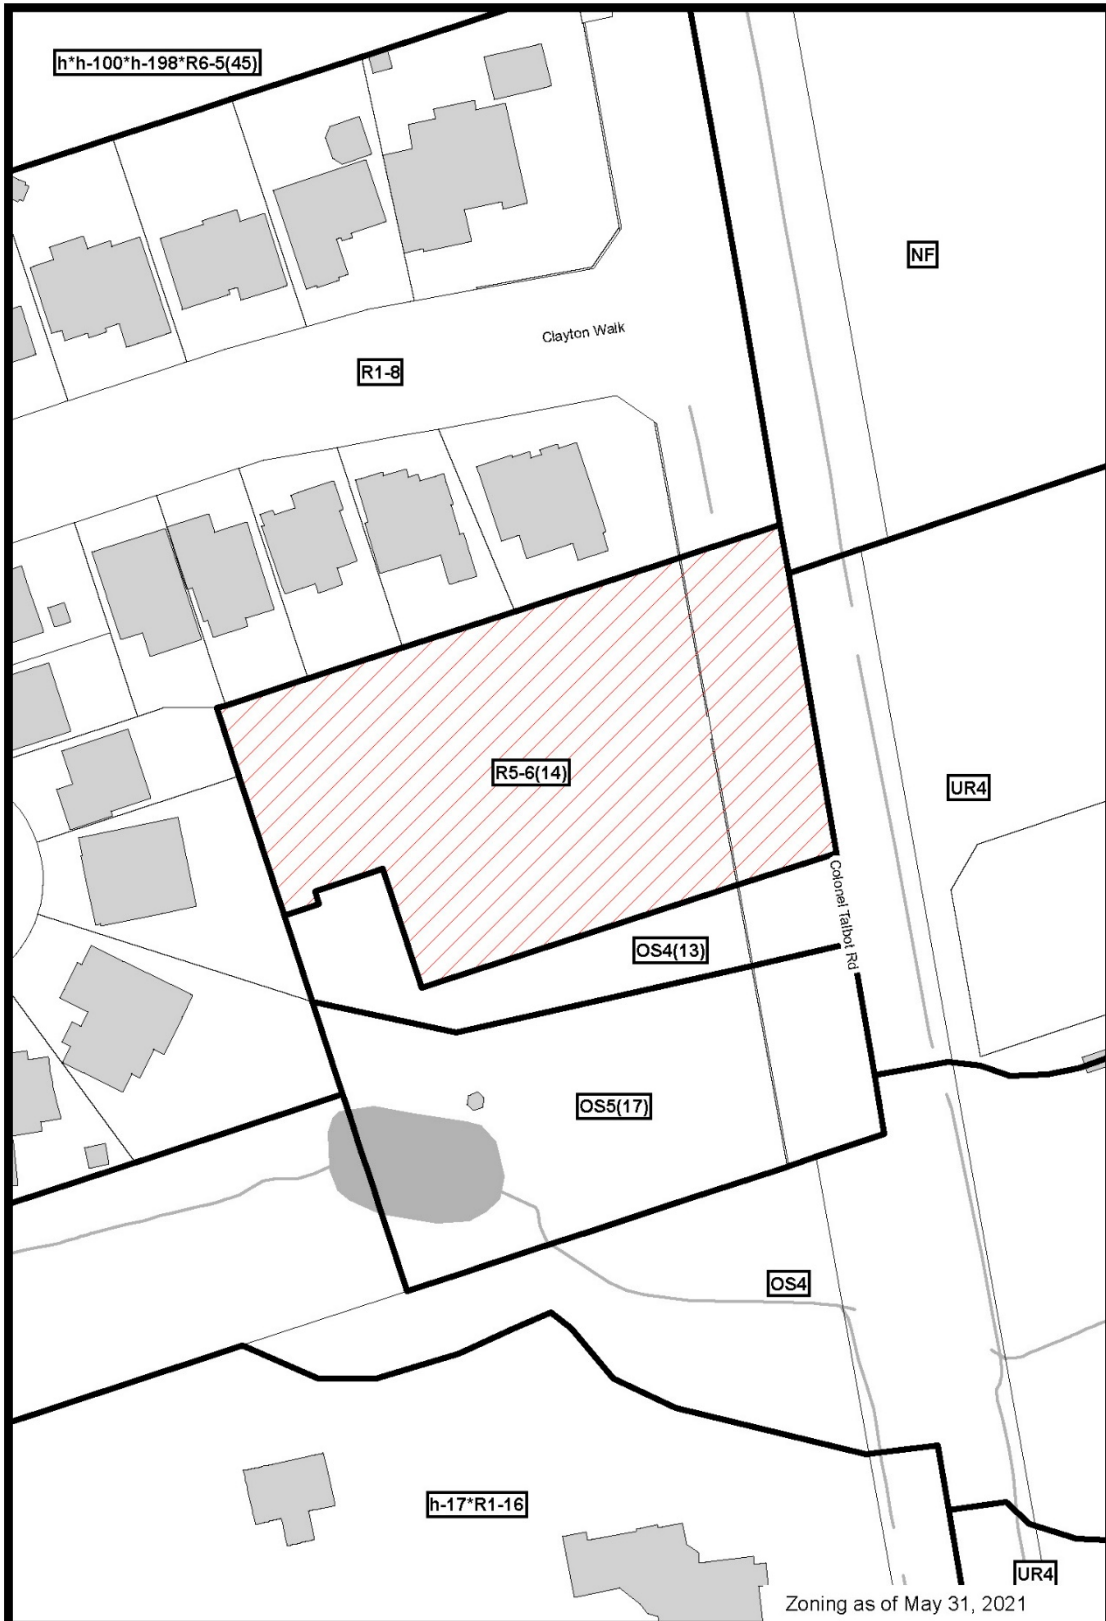 h*h-100*h-198*R6-5(45)
NF
Clayton Walk
R1-8
R5-6(14)
UR4
Colonel Talbot Rd
OS4(13)
OS5(17)
OS4
h-17*R1-16
UR4
Zoning as of May 31, 2021